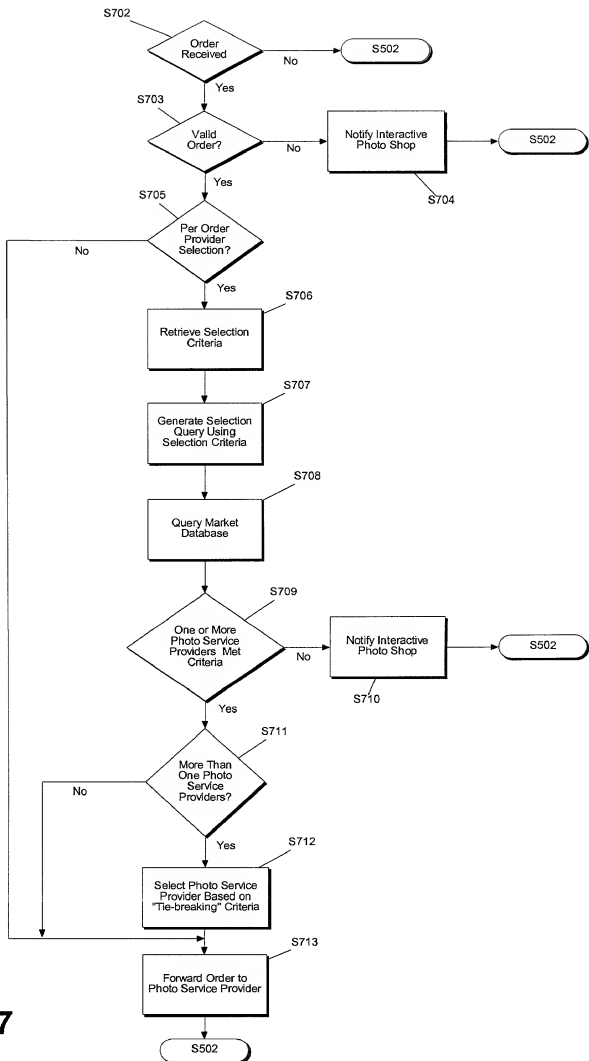 S702
Order
Received
No
S502
Yes
S703
Valid
Order?
No
Notify Interactive
Photo Shop
S502
S704
Yes
S705
Per Order
Provider
Selection?
No
Yes
S706
Retrieve Selection
Criteria
S707
Generate Selection
Query Using
Selection Criteria
S708
Query Market
Database
S709
One or More
Photo Service
Providers Met
Criteria
No
Notify Interactive
Photo Shop
S502
S710
Yes
S711
More Than
One Photo
Service
Providers?
No
Yes
S712
Select Photo Service
Provider Based on
"Tie-breaking" Criteria
S713
Forward Order to
Photo Service Provider
7
S502